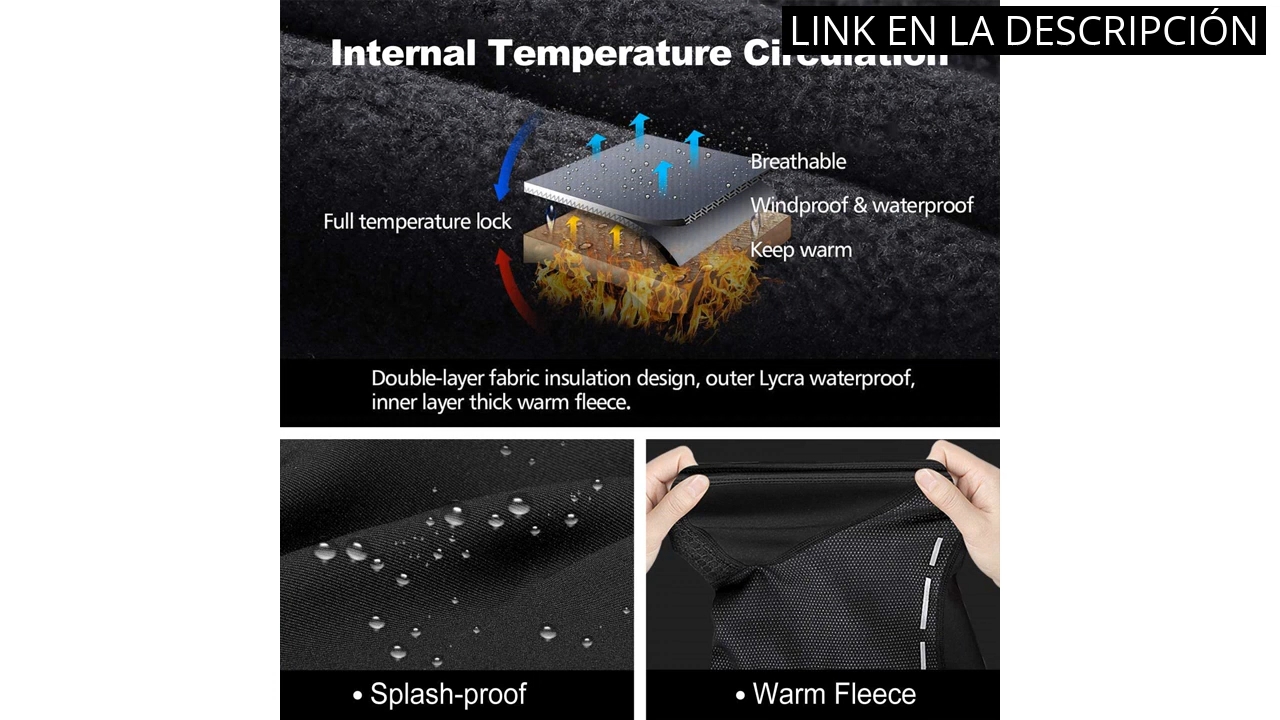 LINK EN LA DESCRIPCIÓN
Internal Temperature Circulation
Breathable
Windproof & waterproof
Full temperature lock
Keep warm
Double-layer fabric insulation design, outer Lycra waterproof,
inner layer thick warm fleece.
• Splash-proof
• Warm Fleece